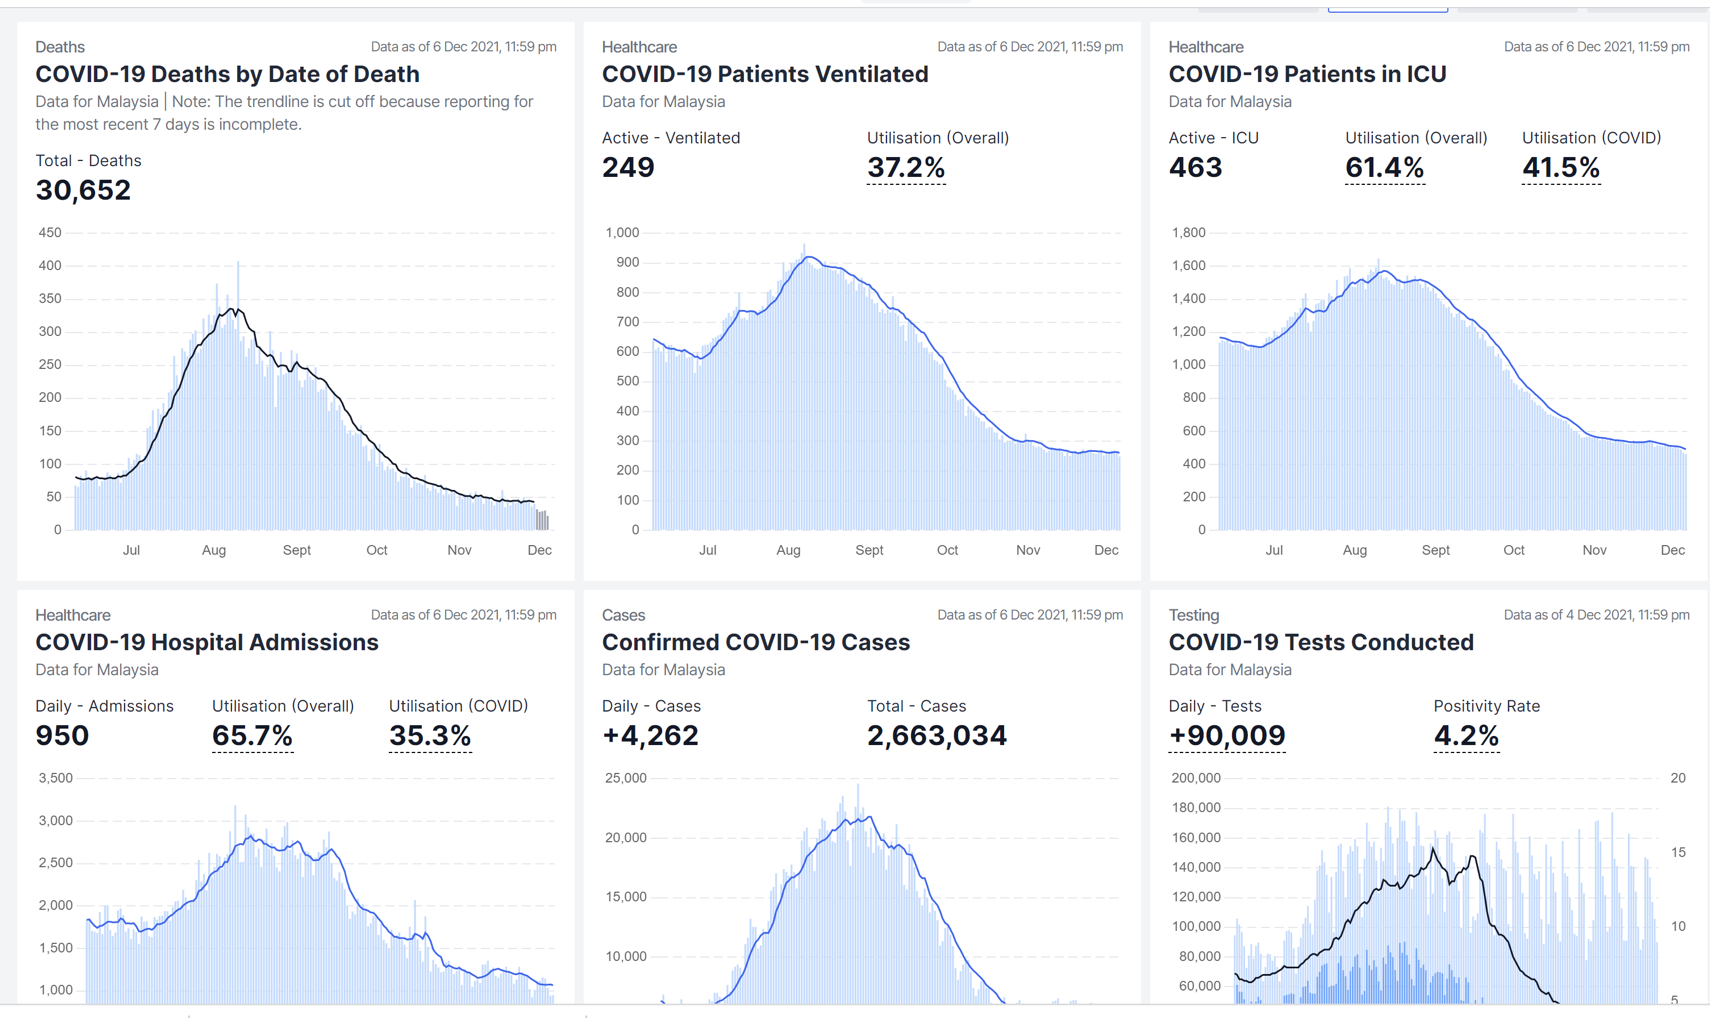 Deaths
Data as of 6 Dec 2021, 11:59 pm
COVID-19 Deaths by Date of Death
Data for Malaysia | Note: The trendline is cut off because reporting for
the most recent 7 days is incomplete.
Total - Deaths
30,652
450
400
350
300
250
200
150
100
50
0
Jul Aug Sept Oct Nov Dec
Healthcare
Data as of 6 Dec 2021, 11:59 pm
COVID-19 Patients Ventilated
Data for Malaysia
Active - Ventilated
249
Utilisation (Overall)
37.2%
1,000
900
800
700
600
500
400
300
200
100
0
Jul Aug Sept Oct Nov Dec
Healthcare
Data as of 6 Dec 2021, 11:59 pm
COVID-19 Patients in ICU
Data for Malaysia
Active - ICU
463
Utilisation (Overall)
61.4%
Utilisation (COVID)
41.5%
1,800
1,600
1,400
1,200
1,000
800
600
400
200
0
Jul Aug Sept Oct Nov Dec
Healthcare
Data as of 6 Dec 2021, 11:59 pm
COVID-19 Hospital Admissions
Data for Malaysia
Daily - Admissions
950
Utilisation (Overall)
65.7%
Utilisation (COVID)
35.3%
3,500
3,000
2,500
2,000
1,500
1,000
Cases
Data as of 6 Dec 2021, 11:59 pm
Confirmed COVID-19 Cases
Data for Malaysia
Daily - Cases
+4,262
Total - Cases
2,663,034
25,000
20,000
15,000
10,000
Testing
Data as of 4 Dec 2021, 11:59 pm
COVID-19 Tests Conducted
Data for Malaysia
Daily - Tests
+90,009
Positivity Rate
4.2%
200,000
180,000
160,000
140,000
120,000
100,000
80,000
60,000
20
15
10
5